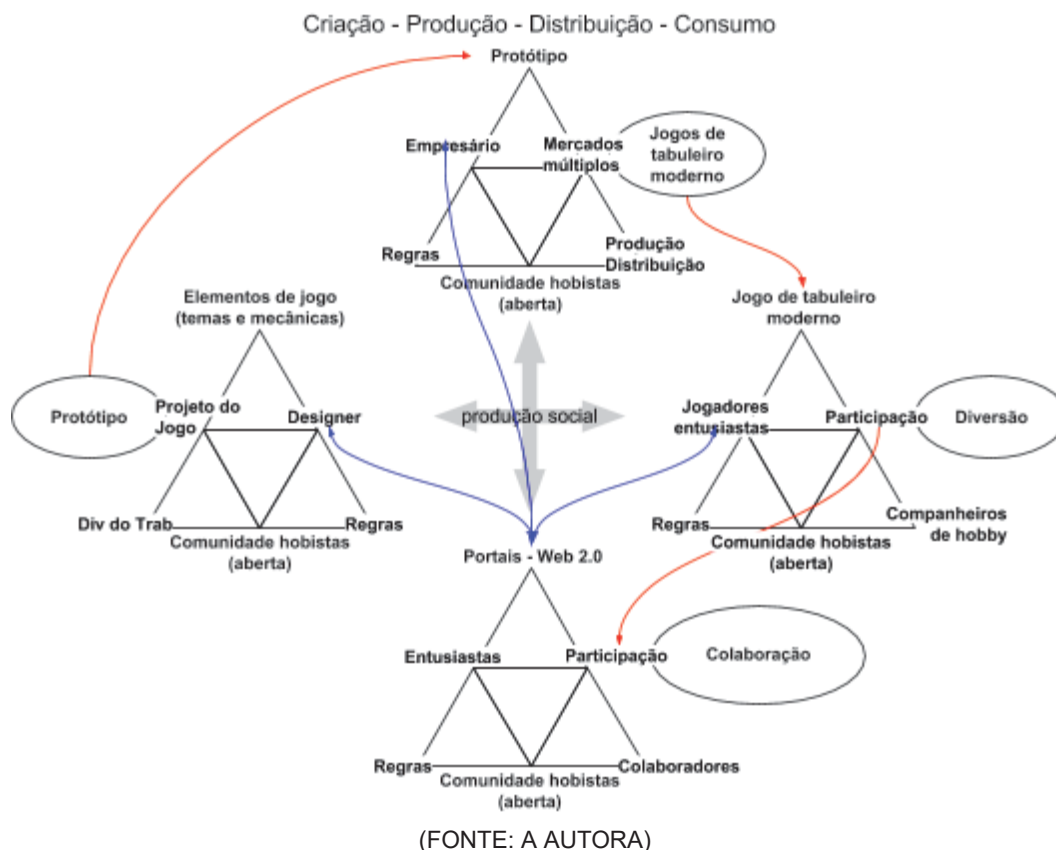 Criação - Produção - Distribuição - Consumo
Protótipo
Empresário
Mercados
múltiplos
Jogos de
tabuleiro
moderno
Regras
Produção
Distribuição
Comunidade hobistas
(aberta)
Elementos de jogo
(temas e mecânicas)
Protótipo
Projeto do
Jogo
Designer
Div do Trab
Regras
Comunidade hobistas
(aberta)
produção social
Jogo de tabuleiro
moderno
Jogadores
entusiastas
Participação
Diversão
Regras
Companheiros
de hobby
Comunidade hobistas
(aberta)
Portais - Web 2.0
Entusiastas
Participação
Colaboração
Regras
Colaboradores
Comunidade hobistas
(aberta)
(FONTE: A AUTORA)